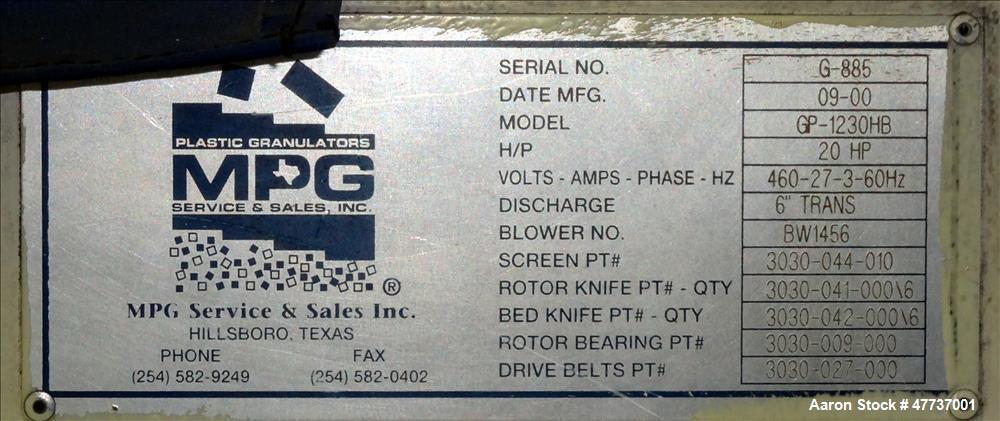 PLASTIC GRANULATORS
MPG
SERVICE & SALES, INC.
®
MPG Service & Sales Inc.
HILLSBORO, TEXAS
PHONE FAX
(254) 582-9249 (254) 582-0402
SERIAL NO. G-885
DATE MFG. 09-00
MODEL GP-1230HB
H/P 20 HP
VOLTS - AMPS - PHASE - HZ 460-27-3-60Hz
DISCHARGE 6" TRANS
BLOWER NO. BW1456
SCREEN PT# 3030-044-010
ROTOR KNIFE PT# - QTY 3030-041-000\6
BED KNIFE PT# - QTY 3030-042-000\6
ROTOR BEARING PT# 3030-009-000
DRIVE BELTS PT# 3030-027-000
Aaron Stock # 47737001